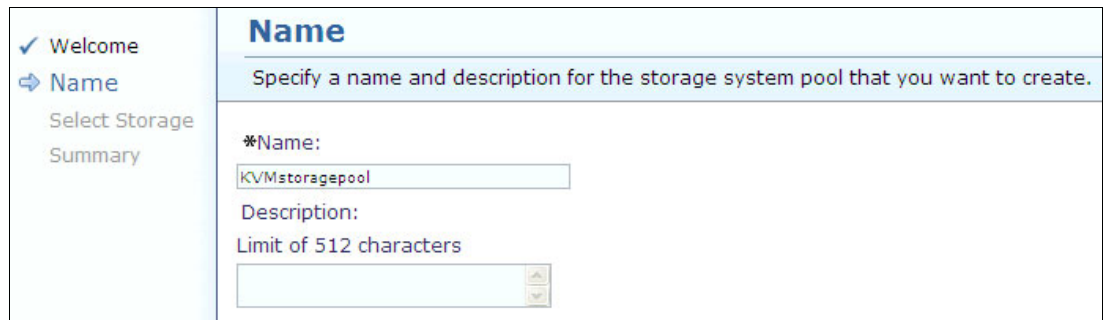 Welcome
Name
Select Storage
Summary
Name
Specify a name and description for the storage system pool that you want to create.
*Name:
KVMstoragepool
Description:
Limit of 512 characters